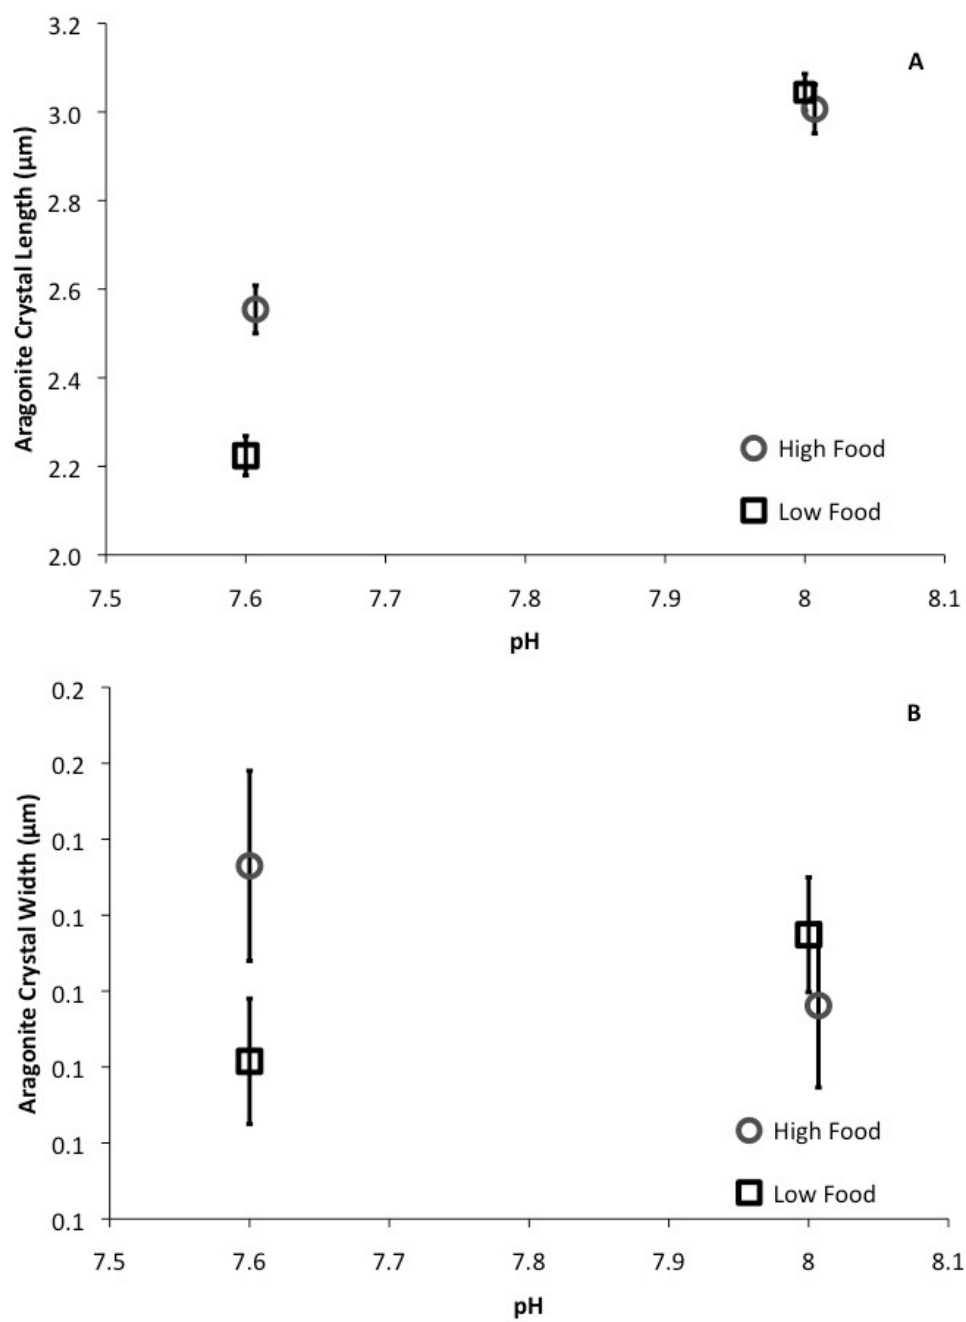 A
3.2
3.0
2.8
2.6
2.4
2.2
2.0
Aragonite Crystal Length (µm)
High Food
Low Food
7.5 7.6 7.7 7.8 7.9 8 8.1
pH
B
0.2
0.2
0.1
0.1
0.1
0.1
0.1
0.1
Aragonite Crystal Width (µm)
High Food
Low Food
7.5 7.6 7.7 7.8 7.9 8 8.1
pH